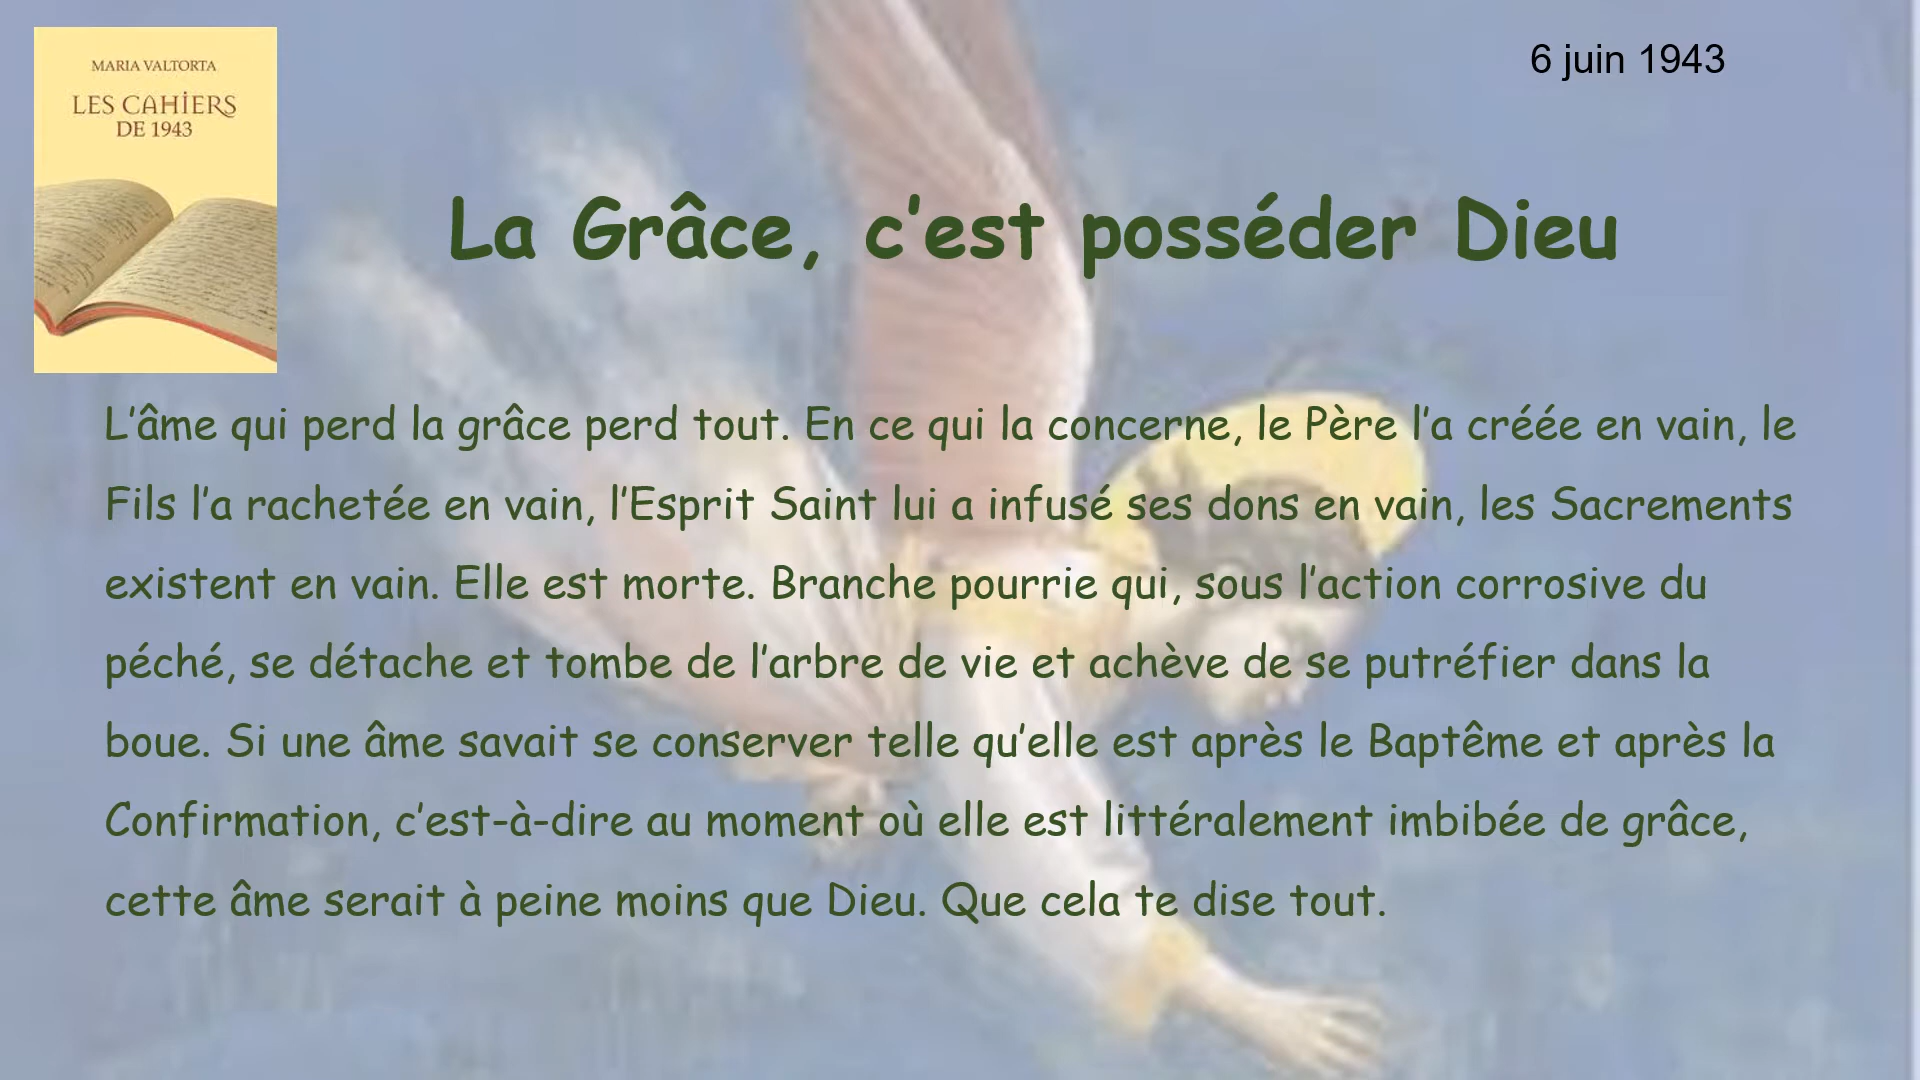 MARIA VALTORTA
LES CAHIERS
DE 1943
6 juin 1943
La Grâce, c’est posséder Dieu
L’âme qui perd la grâce perd tout. En ce qui la concerne, le Père l’a créée en vain, le
Fils l’a rachetée en vain, l’Esprit Saint lui a infusé ses dons en vain, les Sacrements
existent en vain. Elle est morte. Branche pourrie qui, sous l’action corrosive du
péché, se détache et tombe de l’arbre de vie et achève de se putréfier dans la
boue. Si une âme savait se conserver telle qu’elle est après le Baptême et après la
Confirmation, c’est-à-dire au moment où elle est littéralement imbibée de grâce,
cette âme serait à peine moins que Dieu. Que cela te dise tout.